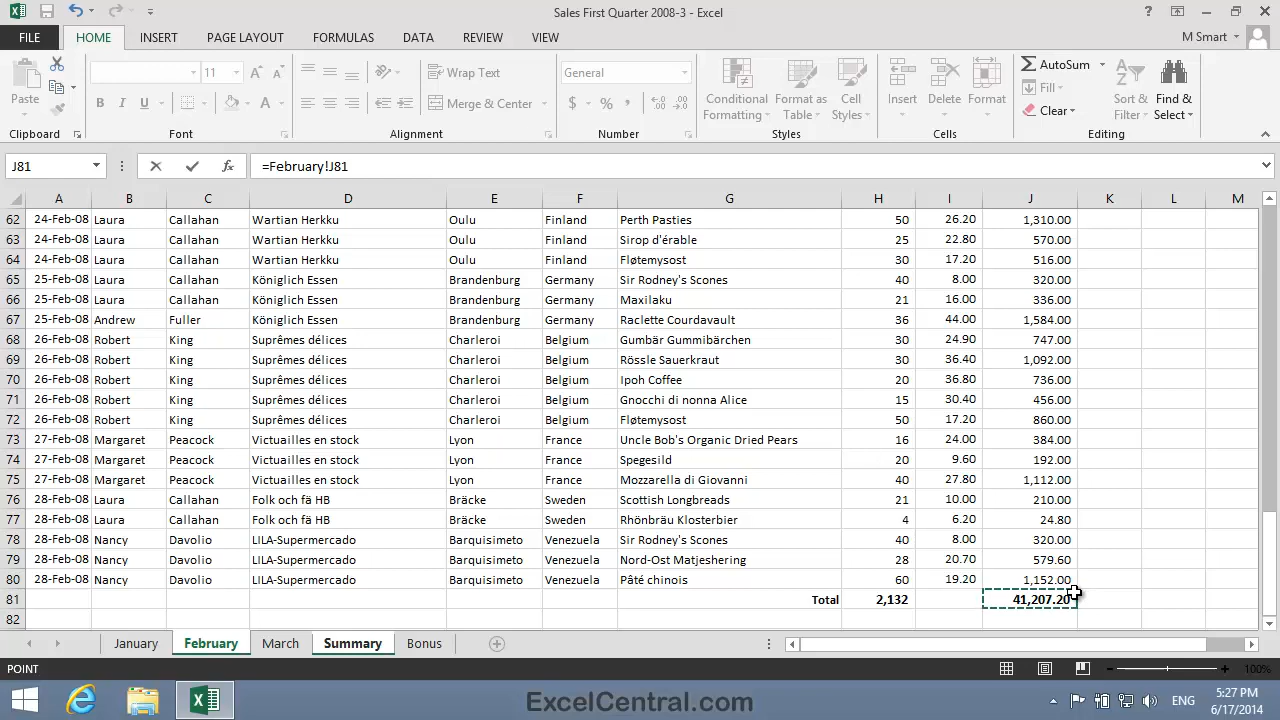 Sales First Quarter 2008-3 - Excel
FILE HOME INSERT PAGE LAYOUT FORMULAS DATA REVIEW VIEW M Smart
Paste
11
Wrap Text
Merge & Center
General
$ % ,
Conditional Formatting
Format as Table
Cell Styles
Insert Delete Format
AutoSum
Fill
Clear
Sort & Filter
Find & Select
B I U
Clipboard Font Alignment Number Styles Cells Editing
J81 fx =February!J81
A B C D E F G H I J K L M
62 24-Feb-08 Laura Callahan Wartian Herkku Oulu Finland Perth Pasties 50 26.20 1,310.00
63 24-Feb-08 Laura Callahan Wartian Herkku Oulu Finland Sirop d'érable 25 22.80 570.00
64 24-Feb-08 Laura Callahan Wartian Herkku Oulu Finland Fløtemysost 30 17.20 516.00
65 25-Feb-08 Laura Callahan Königlich Essen Brandenburg Germany Sir Rodney's Scones 40 8.00 320.00
66 25-Feb-08 Laura Callahan Königlich Essen Brandenburg Germany Maxilaku 21 16.00 336.00
67 25-Feb-08 Andrew Fuller Königlich Essen Brandenburg Germany Raclette Courdavault 36 44.00 1,584.00
68 26-Feb-08 Robert King Suprêmes délices Charleroi Belgium Gumbär Gummibärchen 30 24.90 747.00
69 26-Feb-08 Robert King Suprêmes délices Charleroi Belgium Rössle Sauerkraut 30 36.40 1,092.00
70 26-Feb-08 Robert King Suprêmes délices Charleroi Belgium Ipoh Coffee 20 36.80 736.00
71 26-Feb-08 Robert King Suprêmes délices Charleroi Belgium Gnocchi di nonna Alice 15 30.40 456.00
72 26-Feb-08 Robert King Suprêmes délices Charleroi Belgium Fløtemysost 50 17.20 860.00
73 27-Feb-08 Margaret Peacock Victuailles en stock Lyon France Uncle Bob's Organic Dried Pears 16 24.00 384.00
74 27-Feb-08 Margaret Peacock Victuailles en stock Lyon France Spegesild 20 9.60 192.00
75 27-Feb-08 Margaret Peacock Victuailles en stock Lyon France Mozzarella di Giovanni 40 27.80 1,112.00
76 28-Feb-08 Laura Callahan Folk och fä HB Bräcke Sweden Scottish Longbreads 21 10.00 210.00
77 28-Feb-08 Laura Callahan Folk och fä HB Bräcke Sweden Rhönbräu Klosterbier 4 6.20 24.80
78 28-Feb-08 Nancy Davolio LILA-Supermercado Barquisimeto Venezuela Sir Rodney's Scones 40 8.00 320.00
79 28-Feb-08 Nancy Davolio LILA-Supermercado Barquisimeto Venezuela Nord-Ost Matjeshering 28 20.70 579.60
80 28-Feb-08 Nancy Davolio LILA-Supermercado Barquisimeto Venezuela Pâté chinois 60 19.20 1,152.00
81 Total 2,132 41,207.20
82
January February March Summary Bonus
POINT 100%
ExcelCentral.com
ENG
5:27 PM
6/17/2014